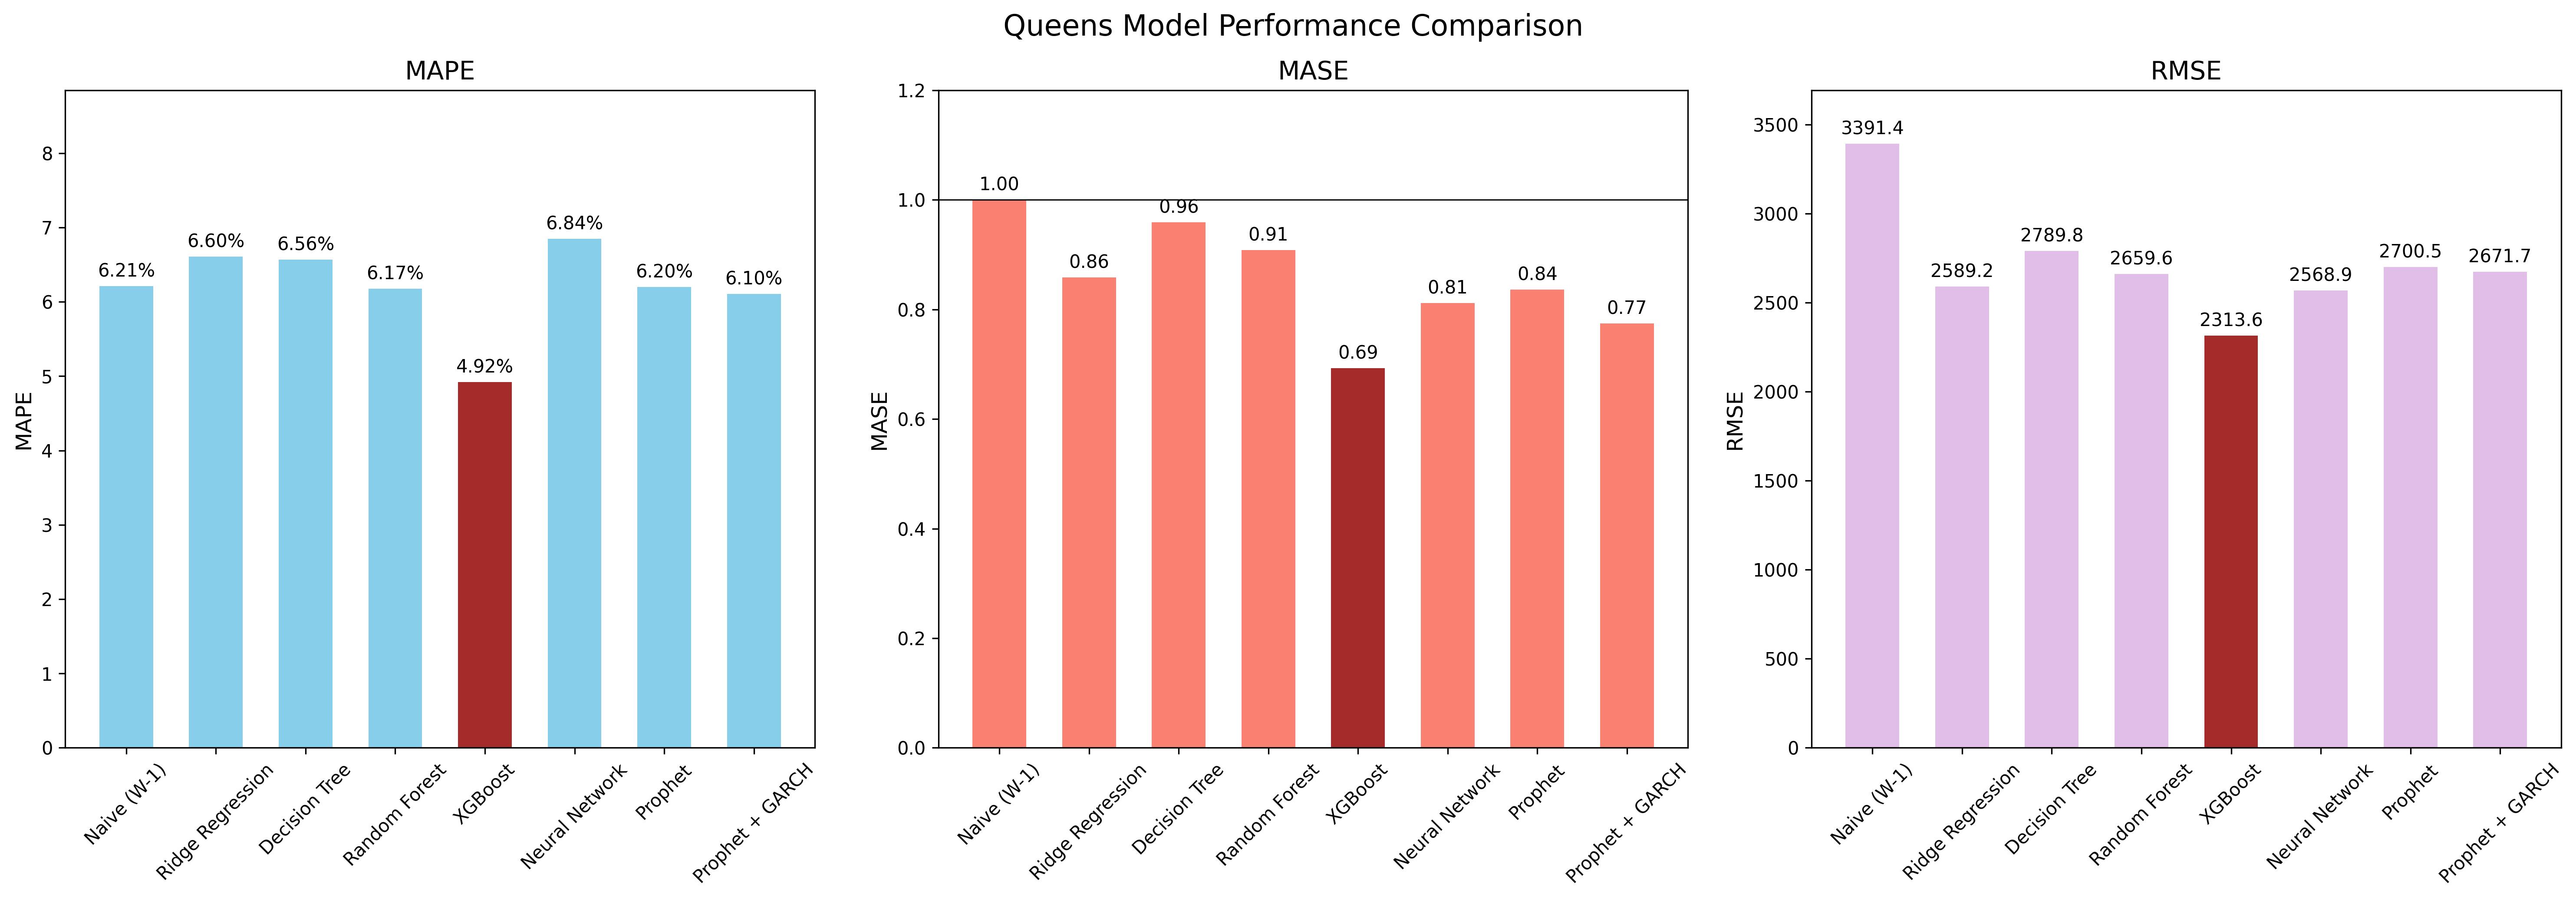 Queens Model Performance Comparison
MAPE
MAPE
8
7
6
5
4
3
2
1
0
6.21%
6.60%
6.56%
6.17%
4.92%
6.84%
6.20%
6.10%
Naive (W-1)
Ridge Regression
Decision Tree
Random Forest
XGBoost
Neural Network
Prophet
Prophet + GARCH
MASE
MASE
1.2
1.0
0.8
0.6
0.4
0.2
0.0
1.00
0.86
0.96
0.91
0.69
0.81
0.84
0.77
Naive (W-1)
Ridge Regression
Decision Tree
Random Forest
XGBoost
Neural Network
Prophet
Prophet + GARCH
RMSE
RMSE
3500
3000
2500
2000
1500
1000
500
0
3391.4
2589.2
2789.8
2659.6
2313.6
2568.9
2700.5
2671.7
Naive (W-1)
Ridge Regression
Decision Tree
Random Forest
XGBoost
Neural Network
Prophet
Prophet + GARCH